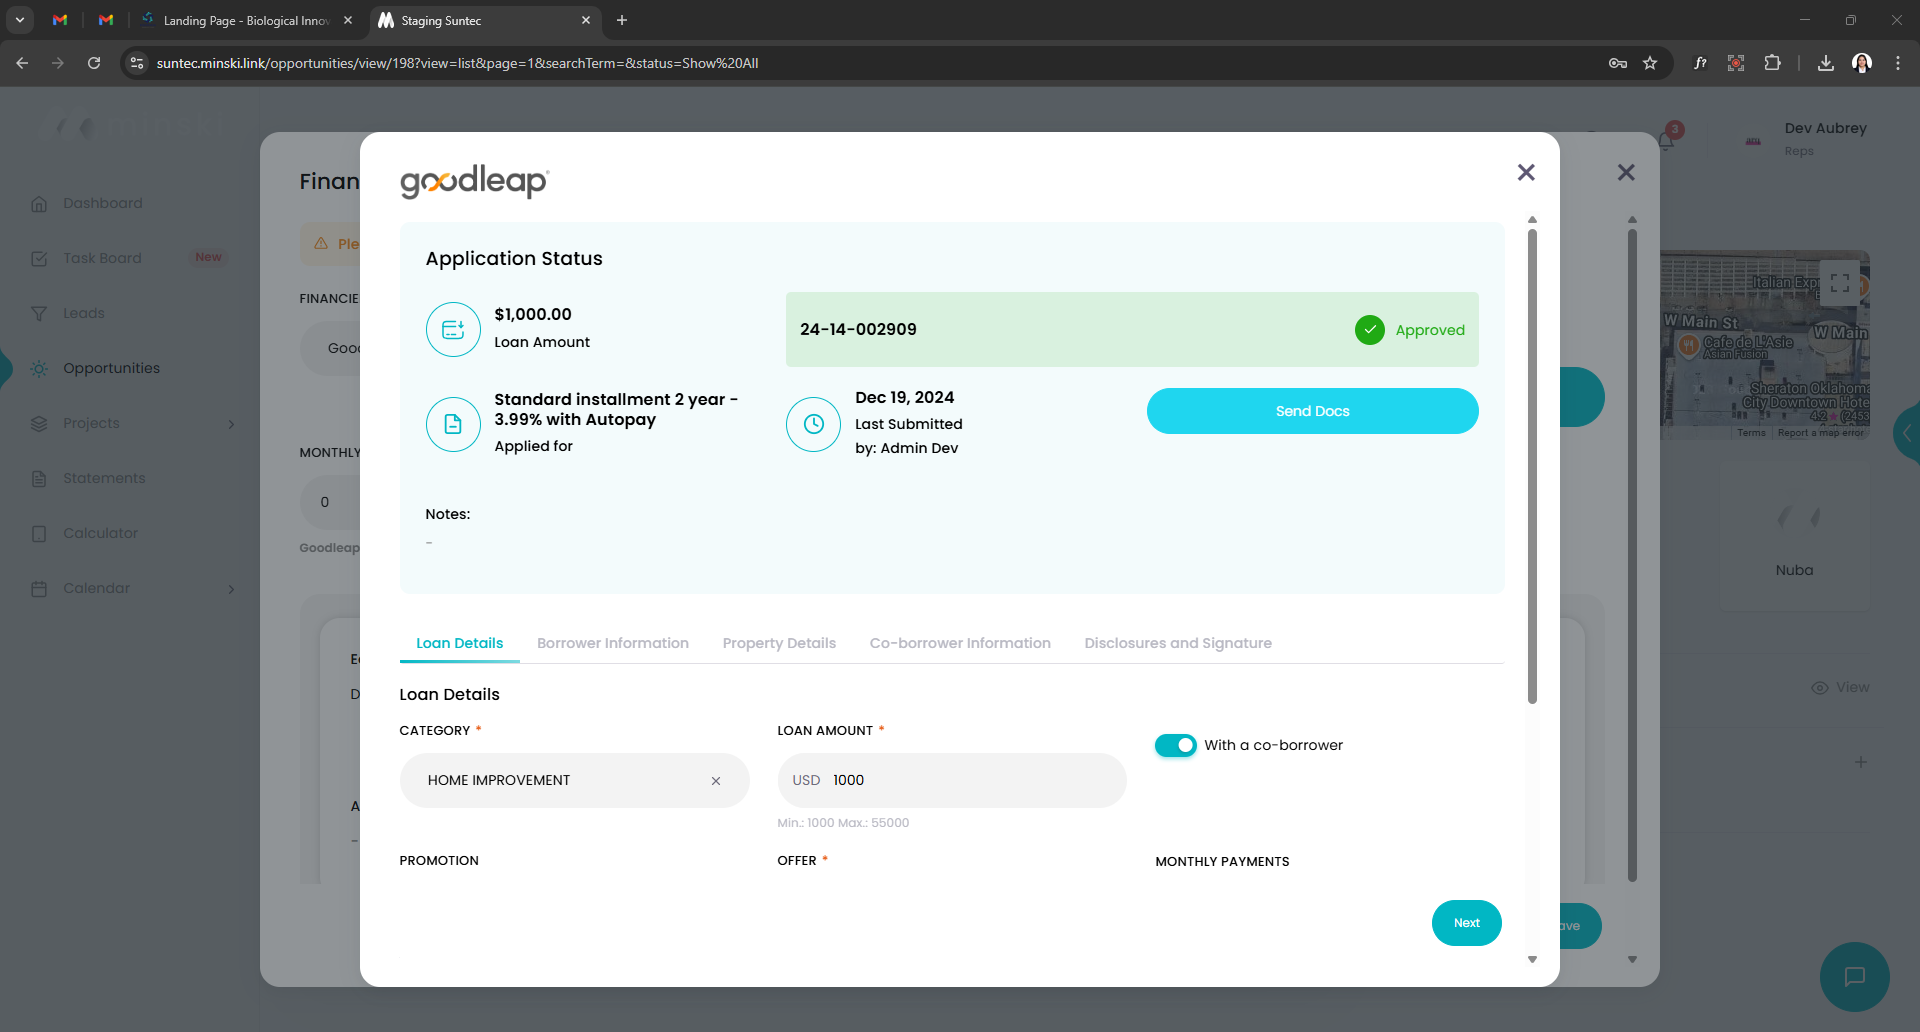 Landing Page - Biological Innov
Staging Suntec
suntec.minski.link/opportunities/view/198?view=list&page=1&searchTerm=&status=Show%20All
f?
minski
3
Dev Aubrey
Reps
Dashboard
Task Board
New
Leads
Opportunities
Projects
Statements
Calculator
Calendar
Finan
Ple
FINANCIE
Goo
MONTHLY
0
Goodleap
goodleap
Application Status
$1,000.00
Loan Amount
24-14-002909
Approved
Standard installment 2 year -
3.99% with Autopay
Applied for
Dec 19, 2024
Last Submitted
by: Admin Dev
Send Docs
Notes:
-
Loan Details
Borrower Information
Property Details
Co-borrower Information
Disclosures and Signature
Loan Details
CATEGORY *
HOME IMPROVEMENT
LOAN AMOUNT *
USD 1000
Min.: 1000 Max.: 55000
With a co-borrower
PROMOTION
OFFER *
MONTHLY PAYMENTS
Next
ave
Italian Exp
W Main St
W Main
Cafe de L'Asie
Asian Fusion
Sheraton Oklahoma
City Downtown Hote
4.2 ★ (2453
Terms
Report a map error
Nuba
View